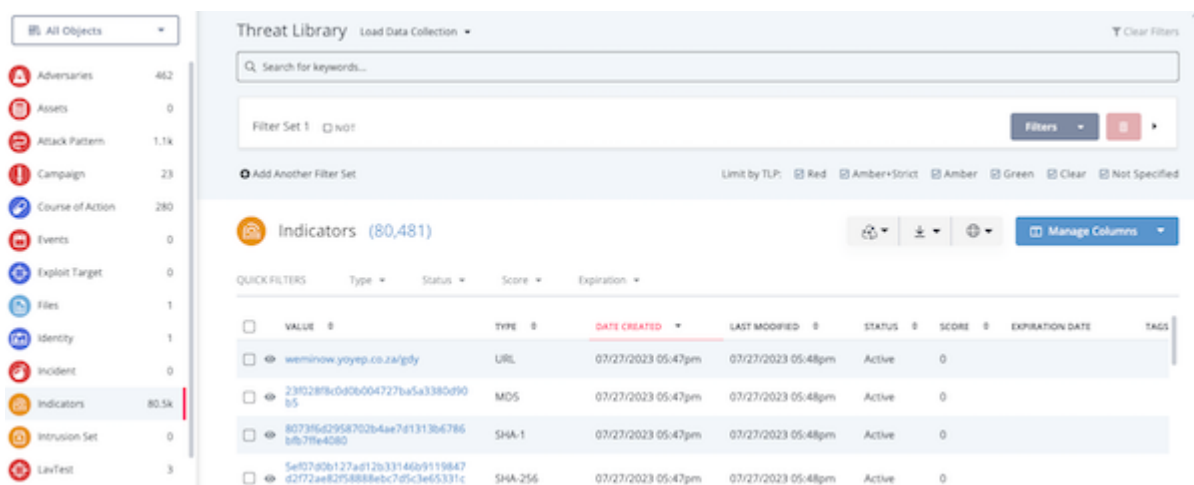 All Objects
Adversaries 462
Assets 0
Attack Pattern 1.1k
Campaign 23
Course of Action 280
Events 0
Exploit Target 0
Files 1
Identity 1
Incident 0
Indicators 80.5k
Intrusion Set 0
LavTest 3
Threat Library Load Data Collection
Clear Filters
Search for keywords...
Filter Set 1 NOT
Filters
Add Another Filter Set
Limit by TLP: Red Amber+Strict Amber Green Clear Not Specified
Indicators (80,481)
Manage Columns
QUICK FILTERS Type Status Score Expiration
VALUE TYPE DATE CREATED LAST MODIFIED STATUS SCORE EXPIRATION DATE TAGS
weminow.yoyep.co.za/gdy URL 07/27/2023 05:47pm 07/27/2023 05:48pm Active 0
23f028f8c0d0b004727ba5a3380d90
b5 MD5 07/27/2023 05:47pm 07/27/2023 05:48pm Active 0
8073f6d2958702b4ae7d1313b6786
bfb7ffe4080 SHA-1 07/27/2023 05:47pm 07/27/2023 05:48pm Active 0
5ef07d0b127ad12b33146b9119847
d2f72ae82f58888ebc7d5c3e65331c SHA-256 07/27/2023 05:47pm 07/27/2023 05:48pm Active 0